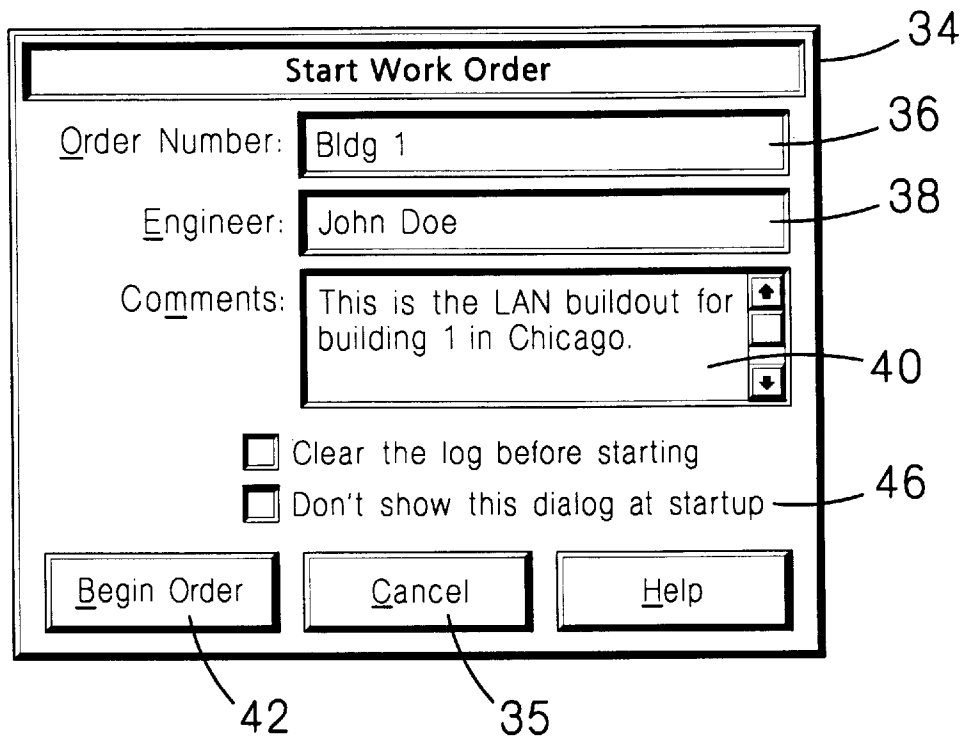 34
Start Work Order
Order Number: Bldg 1
36
Engineer: John Doe
38
Comments: This is the LAN buildout for
building 1 in Chicago.
40
Clear the log before starting
Don't show this dialog at startup
46
Begin Order Cancel Help
42 35